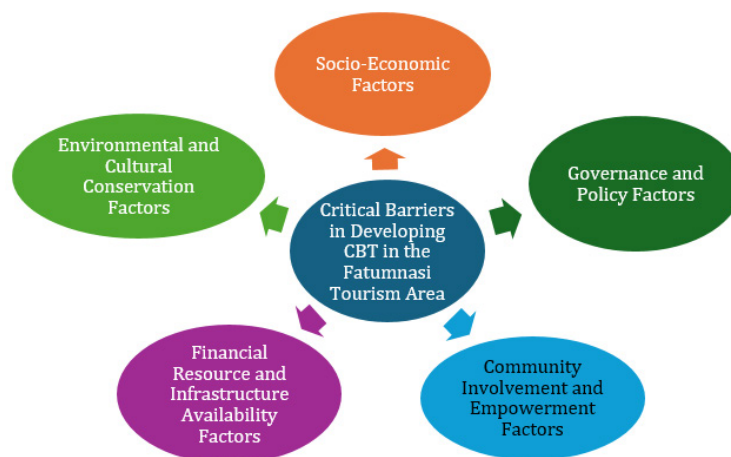 Socio-Economic
Factors
Environmental and
Cultural
Conservation
Factors
Governance and
Policy Factors
Critical Barriers
in Developing
CBT in the
Fatumnasi
Tourism Area
Financial
Resource and
Infrastructure
Availability
Factors
Community
Involvement and
Empowerment
Factors